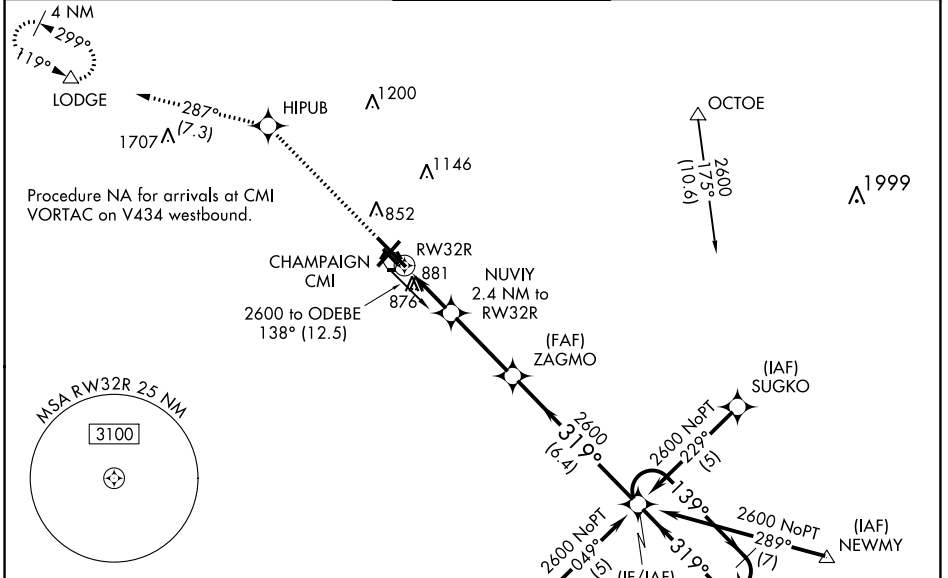 4 NM
299°
119°
LODGE
287°
(7.3)
HIPUB
1200
1707
1146
OCTOE
2600
175°
(10.6)
1999
Procedure NA for arrivals at CMI
VORTAC on V434 westbound.
852
CHAMPAIGN
CMI
RW32R
881
876
2600 to ODEBE
138° (12.5)
NUVIY
2.4 NM to
RW32R
(FAF)
ZAGMO
(IAF)
SUGKO
MSA RW32R 25 NM
3100
2600
319°
(6.4)
2600 NoPT
229°
(5)
139°
2600 NoPT
289°
(7)
(IAF)
NEWMY
2600 NoPT
049°
(5)
319°
(IF/IAF)